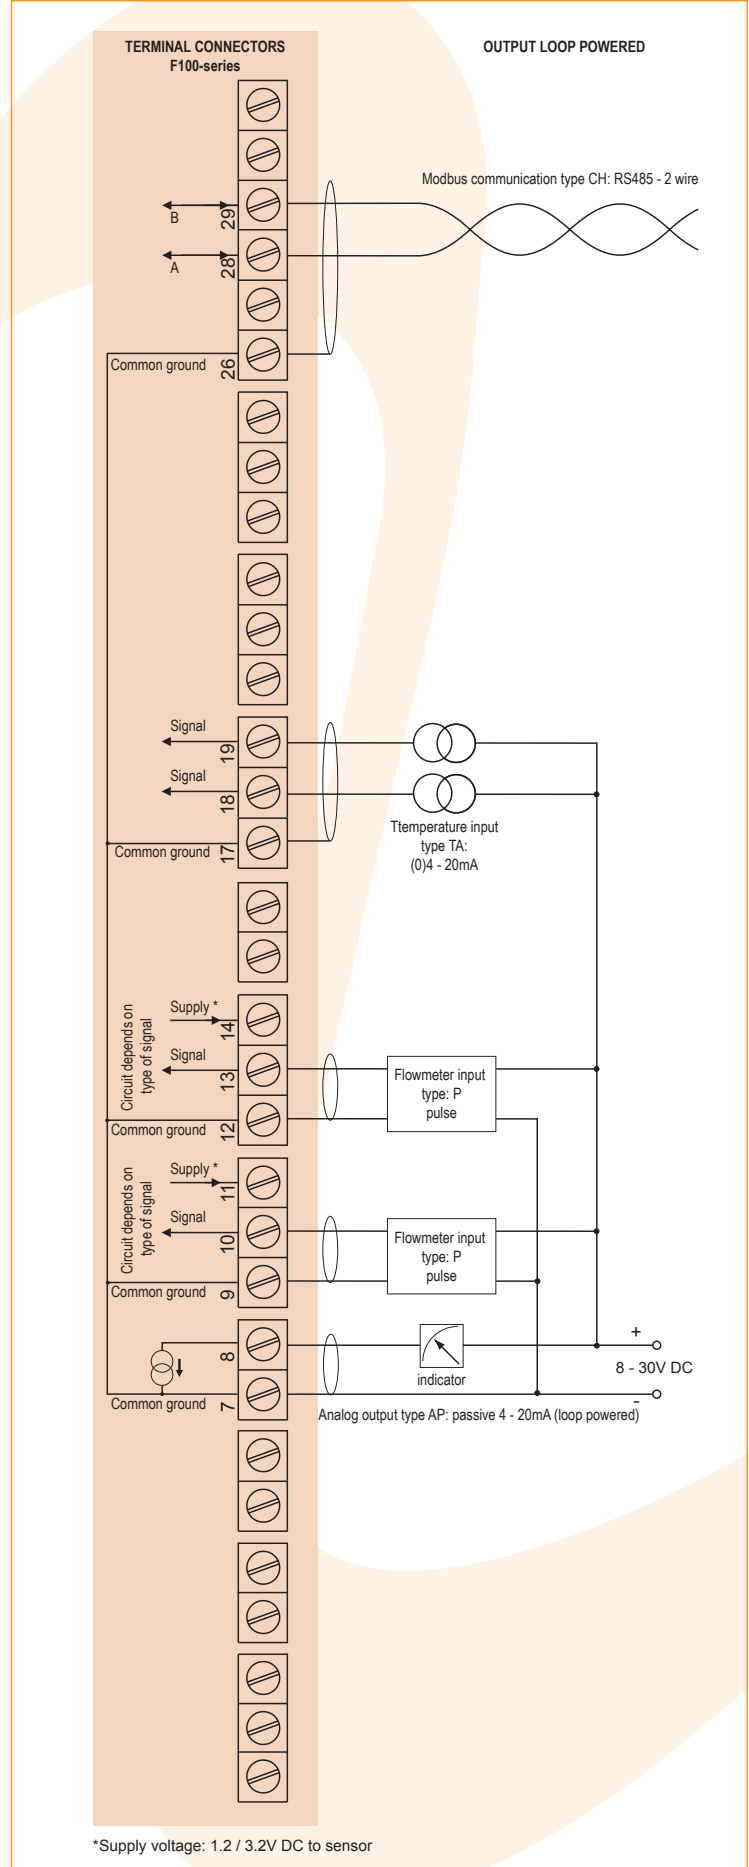 TERMINAL CONNECTORS
F100-series
OUTPUT LOOP POWERED
Modbus communication type CH: RS485 - 2 wire
B
29
A
28
Common ground
26
Signal
19
Signal
18
Common ground
17
Ttemperature input
type TA:
(0)4 - 20mA
Circuit depends on
type of signal
Supply *
14
Signal
13
Common ground
12
Flowmeter input
type: P
pulse
Circuit depends on
type of signal
Supply *
11
Signal
10
Common ground
9
Flowmeter input
type: P
pulse
8
indicator
+
8 - 30V DC
-
Common ground
7
Analog output type AP: passive 4 - 20mA (loop powered)
*Supply voltage: 1.2 / 3.2V DC to sensor